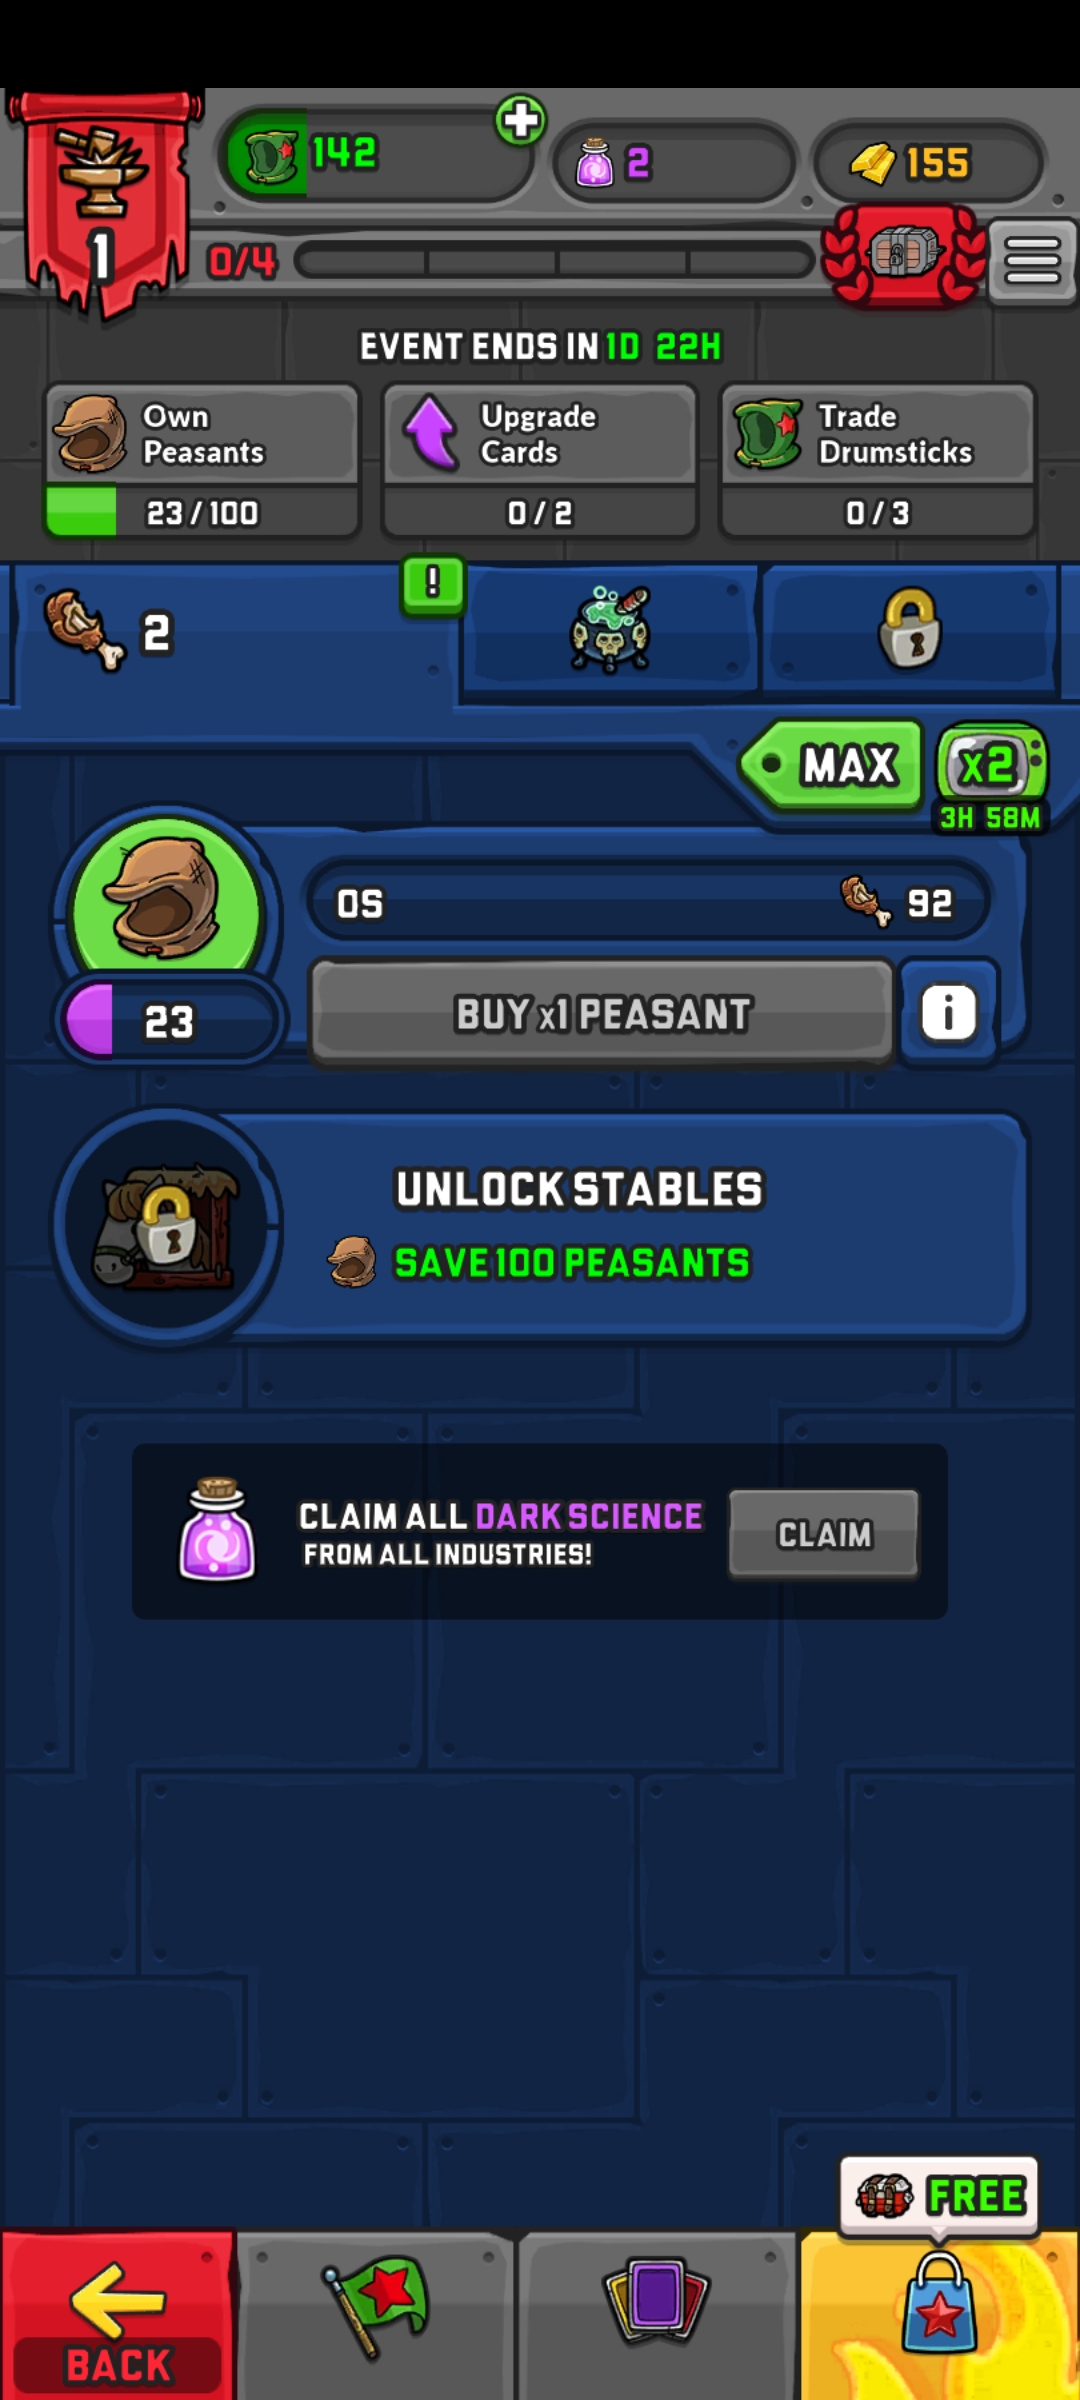 142
2
155
1
0/4
EVENT ENDS IN 1D 22H
Own
Peasants
23/100
Upgrade
Cards
0/2
Trade
Drumsticks
0/3
2
!
MAX
x2
3H 58M
0S
92
23
BUY x1 PEASANT
i
UNLOCK STABLES
SAVE 100 PEASANTS
CLAIM ALL DARK SCIENCE
FROM ALL INDUSTRIES!
CLAIM
FREE
BACK